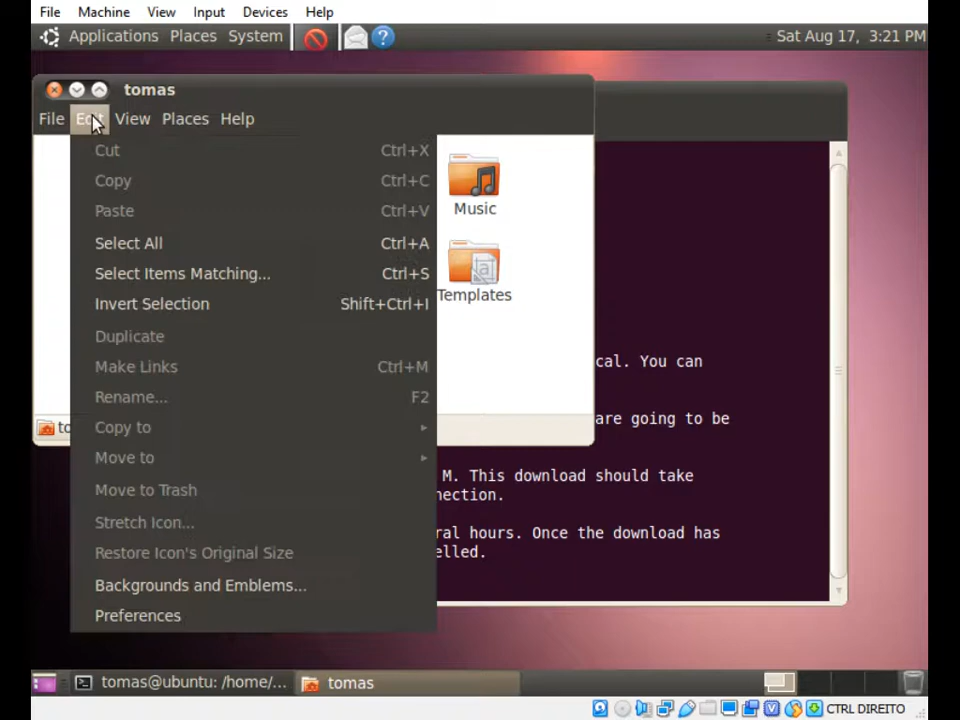 File Machine View Input Devices Help
Applications Places System Sat Aug 17, 3:21 PM
tomas
File Edit View Places Help
Cut Ctrl+X
Copy Ctrl+C
Paste Ctrl+V
Select All Ctrl+A
Select Items Matching... Ctrl+S
Invert Selection Shift+Ctrl+I
Duplicate
Make Links Ctrl+M
Rename... F2
Copy to
Move to
Move to Trash
Stretch Icon...
Restore Icon's Original Size
Backgrounds and Emblems...
Preferences
Music
Templates
to
cal. You can
are going to be
M. This download should take
nection.
ral hours. Once the download has
elled.
tomas@ubuntu: /home/... tomas
CTRL DIREITO